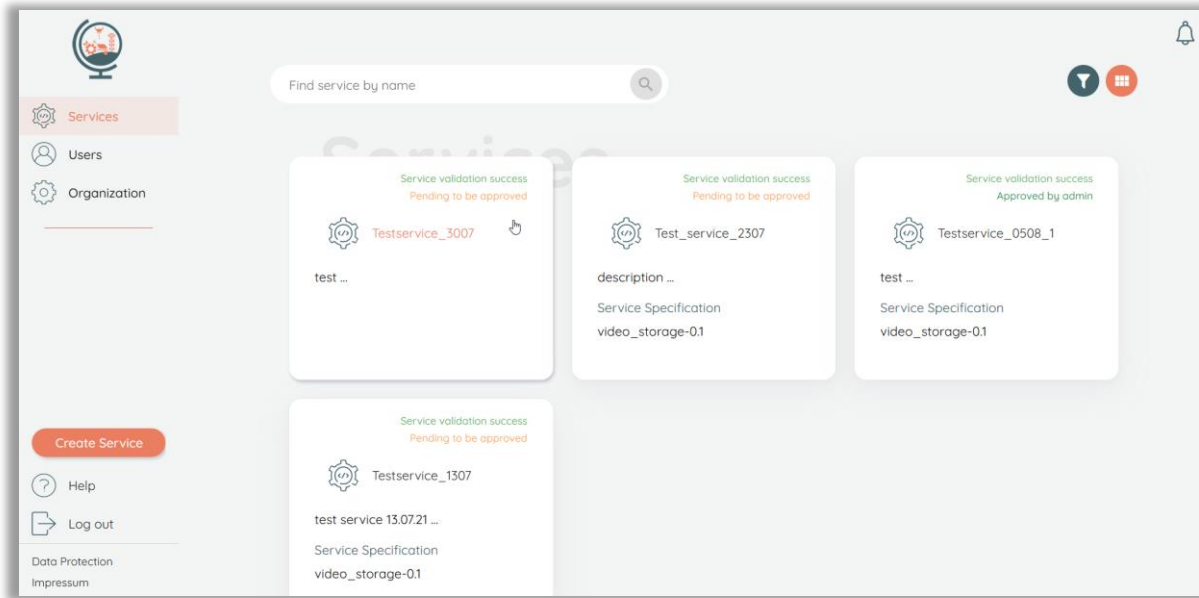 Find service by name
Services
Users
Organization
Services
Service validation success
Pending to be approved
Testservice_3007
test ...
Service validation success
Pending to be approved
Test_service_2307
description ...
Service Specification
video_storage-0.1
Service validation success
Approved by admin
Testservice_0508_1
test ...
Service Specification
video_storage-0.1
Service validation success
Pending to be approved
Testservice_1307
test service 13.07.21 ...
Service Specification
video_storage-0.1
Create Service
Help
Log out
Data Protection
Impressum